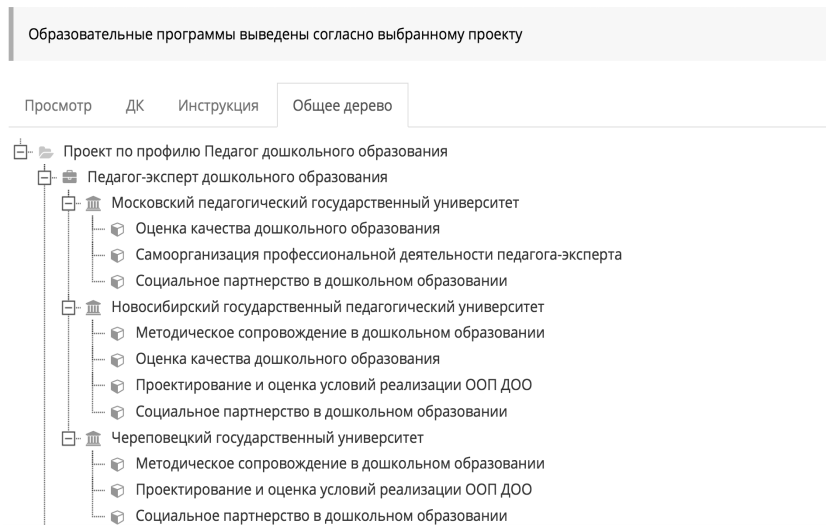 Образовательные программы выведены согласно выбранному проекту
Просмотр ДК Инструкция Общее дерево
Проект по профилю Педагог дошкольного образования
Педагог-эксперт дошкольного образования
Московский педагогический государственный университет
Оценка качества дошкольного образования
Самоорганизация профессиональной деятельности педагога-эксперта
Социальное партнерство в дошкольном образовании
Новосибирский государственный педагогический университет
Методическое сопровождение в дошкольном образовании
Оценка качества дошкольного образования
Проектирование и оценка условий реализации ООП ДОО
Социальное партнерство в дошкольном образовании
Череповецкий государственный университет
Методическое сопровождение в дошкольном образовании
Проектирование и оценка условий реализации ООП ДОО
Социальное партнерство в дошкольном образовании